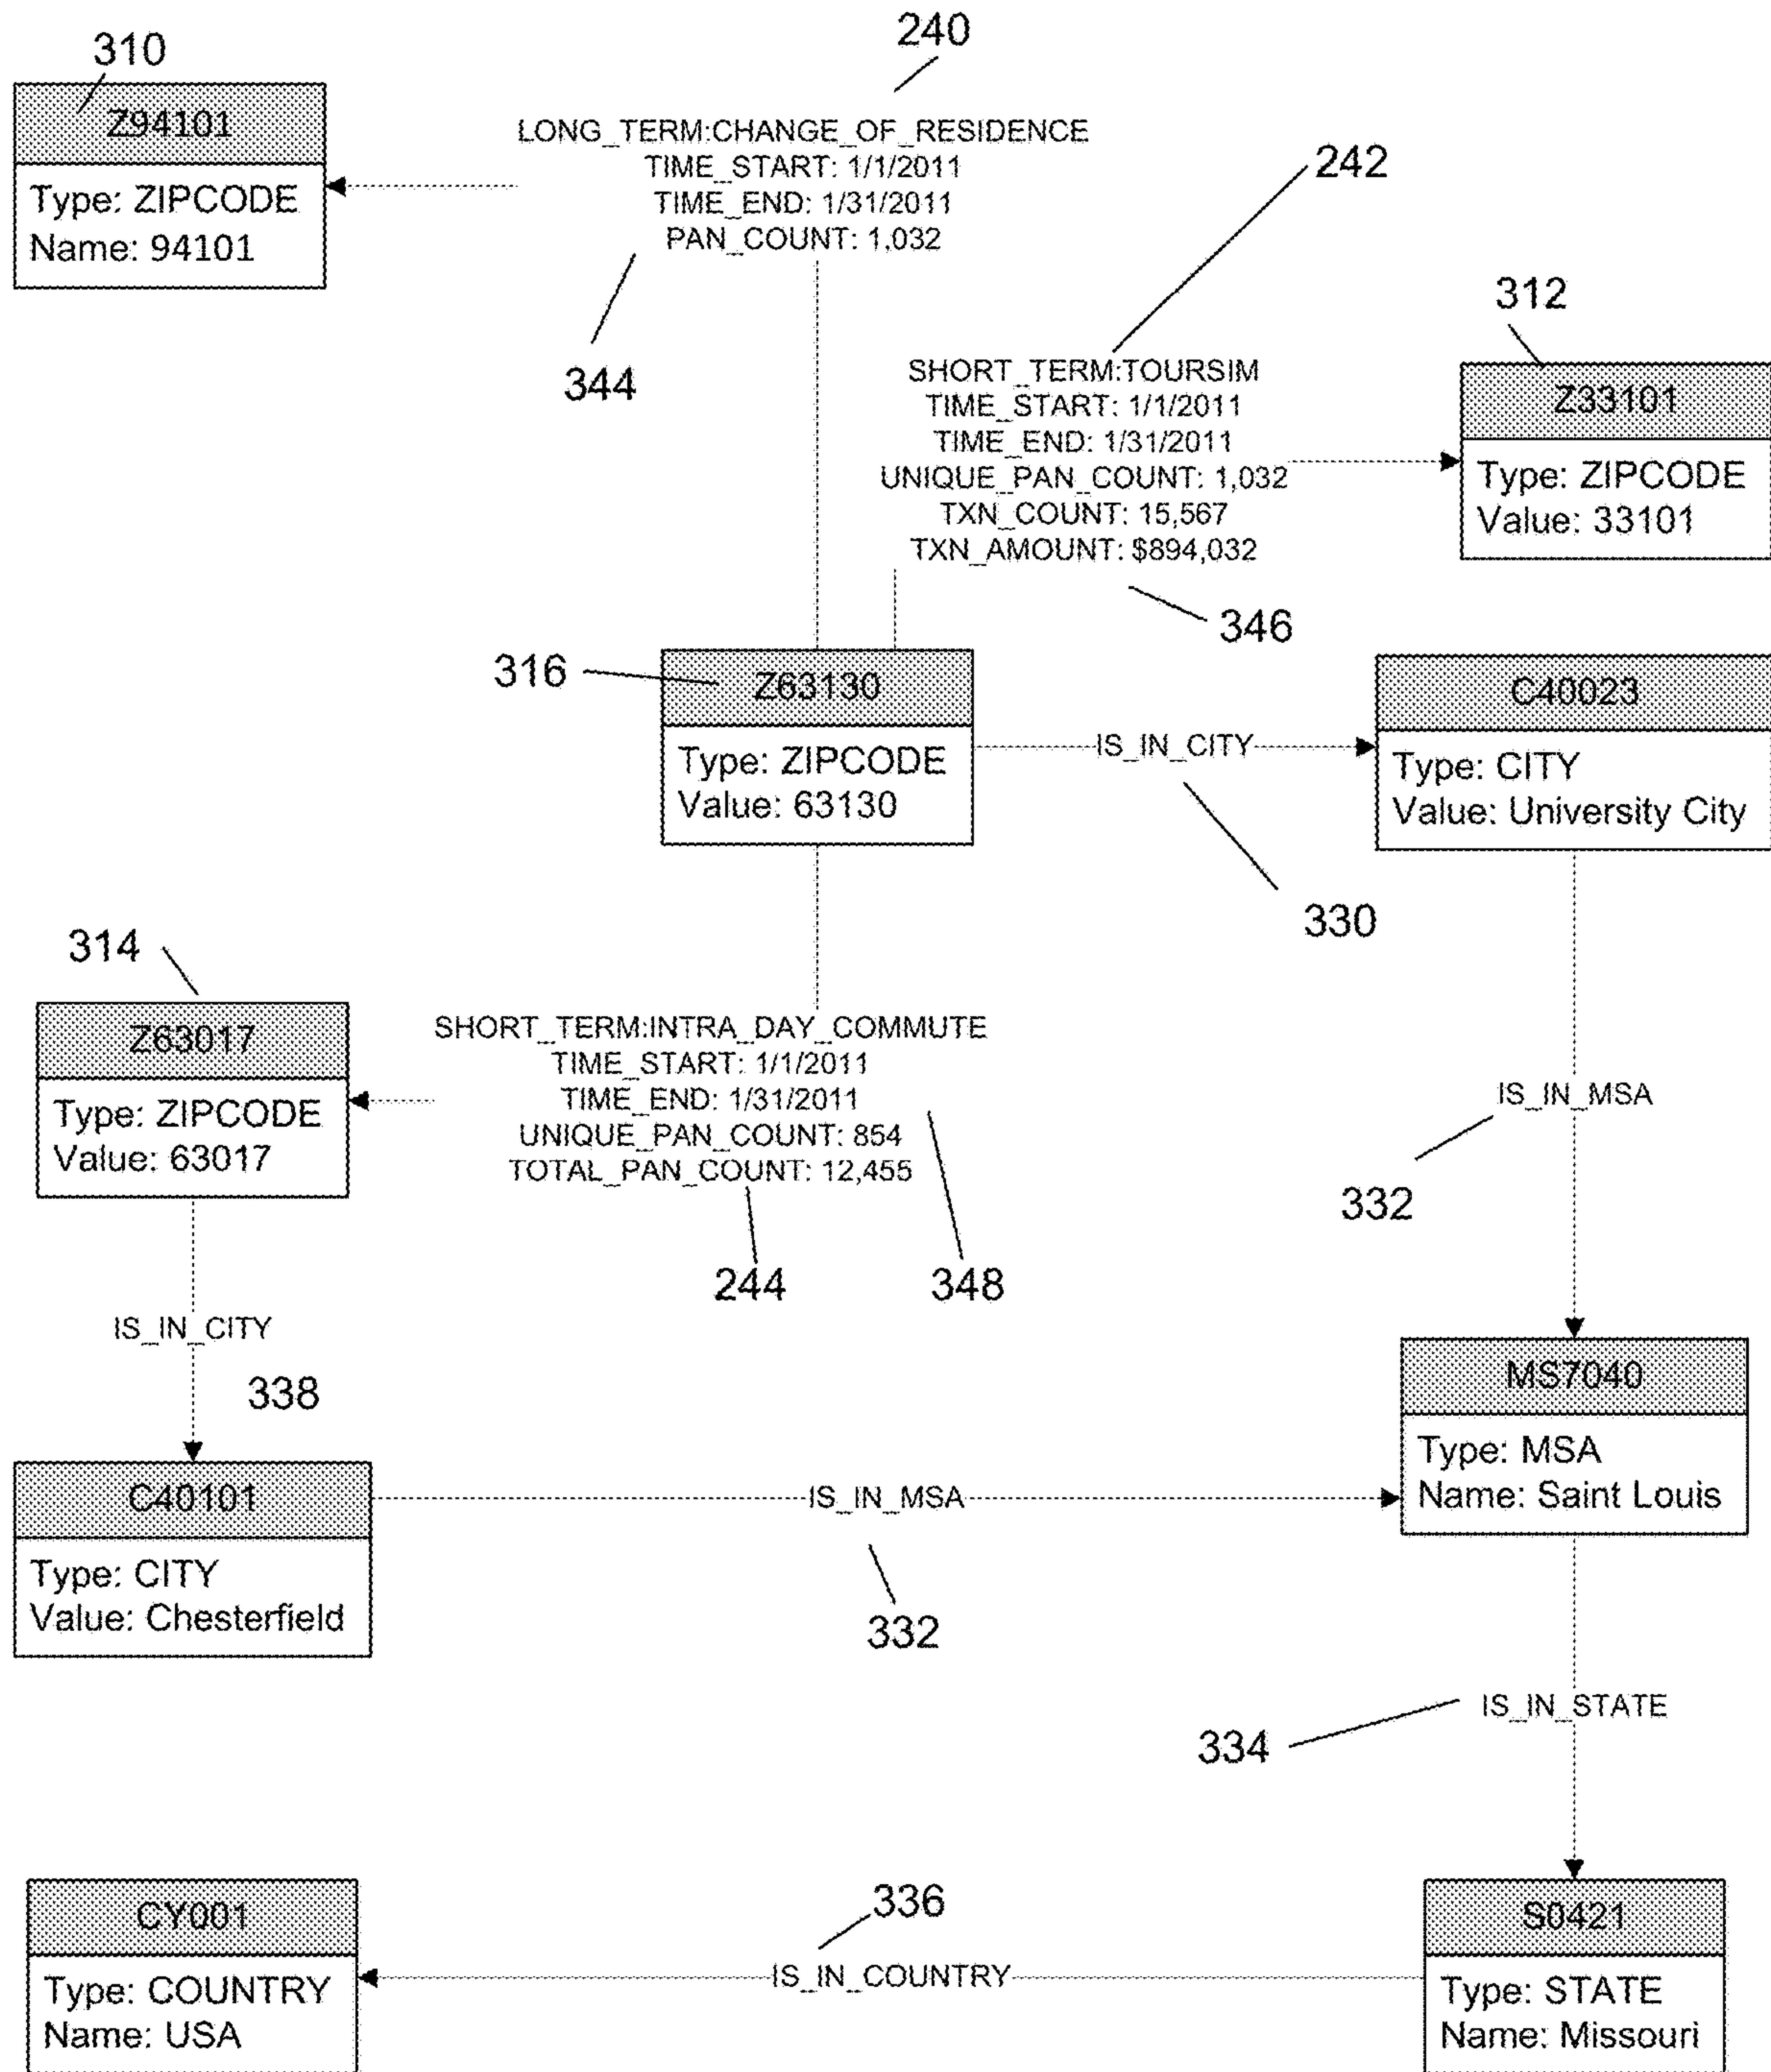 310
240
Z94101
Type: ZIPCODE
Name: 94101
LONG_TERM:CHANGE_OF_RESIDENCE
TIME_START: 1/1/2011
TIME_END: 1/31/2011
PAN_COUNT: 1,032
242
344
312
SHORT_TERM:TOURSIM
TIME_START: 1/1/2011
TIME_END: 1/31/2011
UNIQUE_PAN_COUNT: 1,032
TXN_COUNT: 15,567
TXN_AMOUNT: $894,032
Z33101
Type: ZIPCODE
Value: 33101
346
316
Z63130
Type: ZIPCODE
Value: 63130
IS_IN_CITY
C40023
Type: CITY
Value: University City
330
314
Z63017
Type: ZIPCODE
Value: 63017
SHORT_TERM:INTRA_DAY_COMMUTE
TIME_START: 1/1/2011
TIME_END: 1/31/2011
UNIQUE_PAN_COUNT: 854
TOTAL_PAN_COUNT: 12,455
IS_IN_MSA
332
244
348
IS_IN_CITY
338
MS7040
Type: MSA
Name: Saint Louis
C40101
Type: CITY
Value: Chesterfield
IS_IN_MSA
332
IS_IN_STATE
334
CY001
Type: COUNTRY
Name: USA
336
IS_IN_COUNTRY
S0421
Type: STATE
Name: Missouri